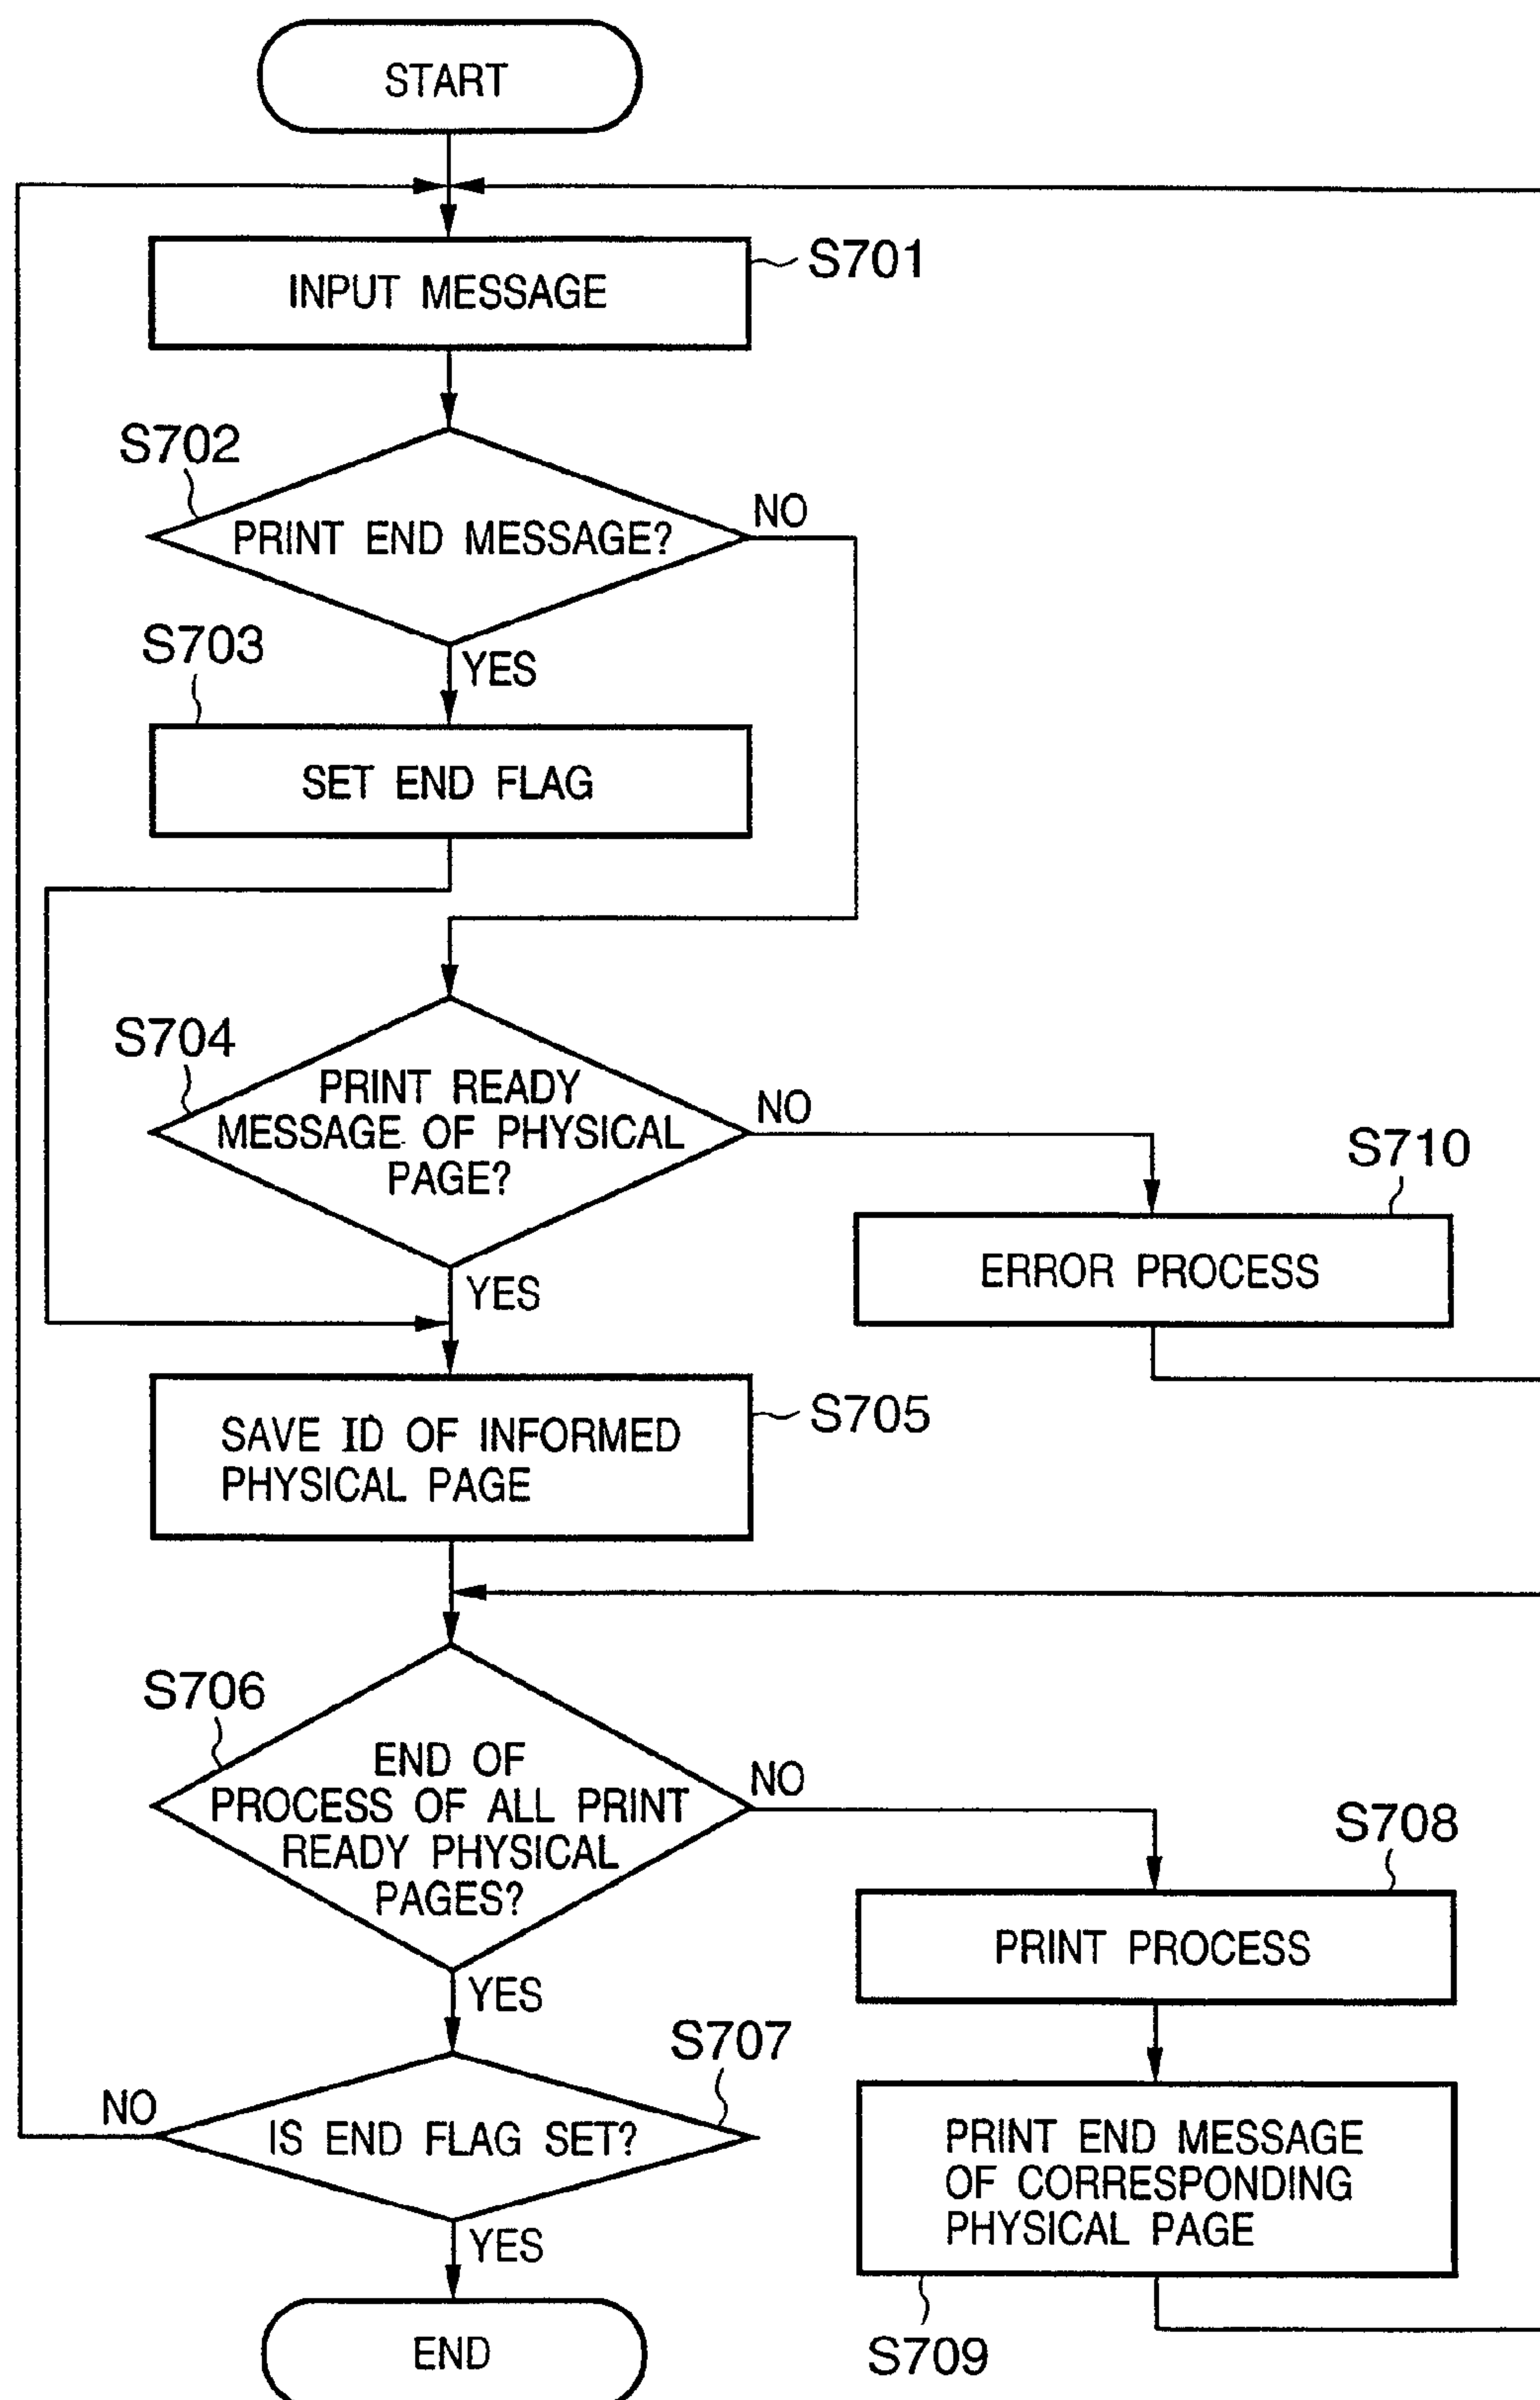 START
INPUT MESSAGE
S701
S702
PRINT END MESSAGE?
NO
S703
YES
SET END FLAG
S704
PRINT READY
MESSAGE OF PHYSICAL
PAGE?
NO
S710
ERROR PROCESS
YES
SAVE ID OF INFORMED
PHYSICAL PAGE
S705
S706
END OF
PROCESS OF ALL PRINT
READY PHYSICAL
PAGES?
NO
S708
PRINT PROCESS
YES
S707
NO
IS END FLAG SET?
PRINT END MESSAGE
OF CORRESPONDING
PHYSICAL PAGE
YES
S709
END